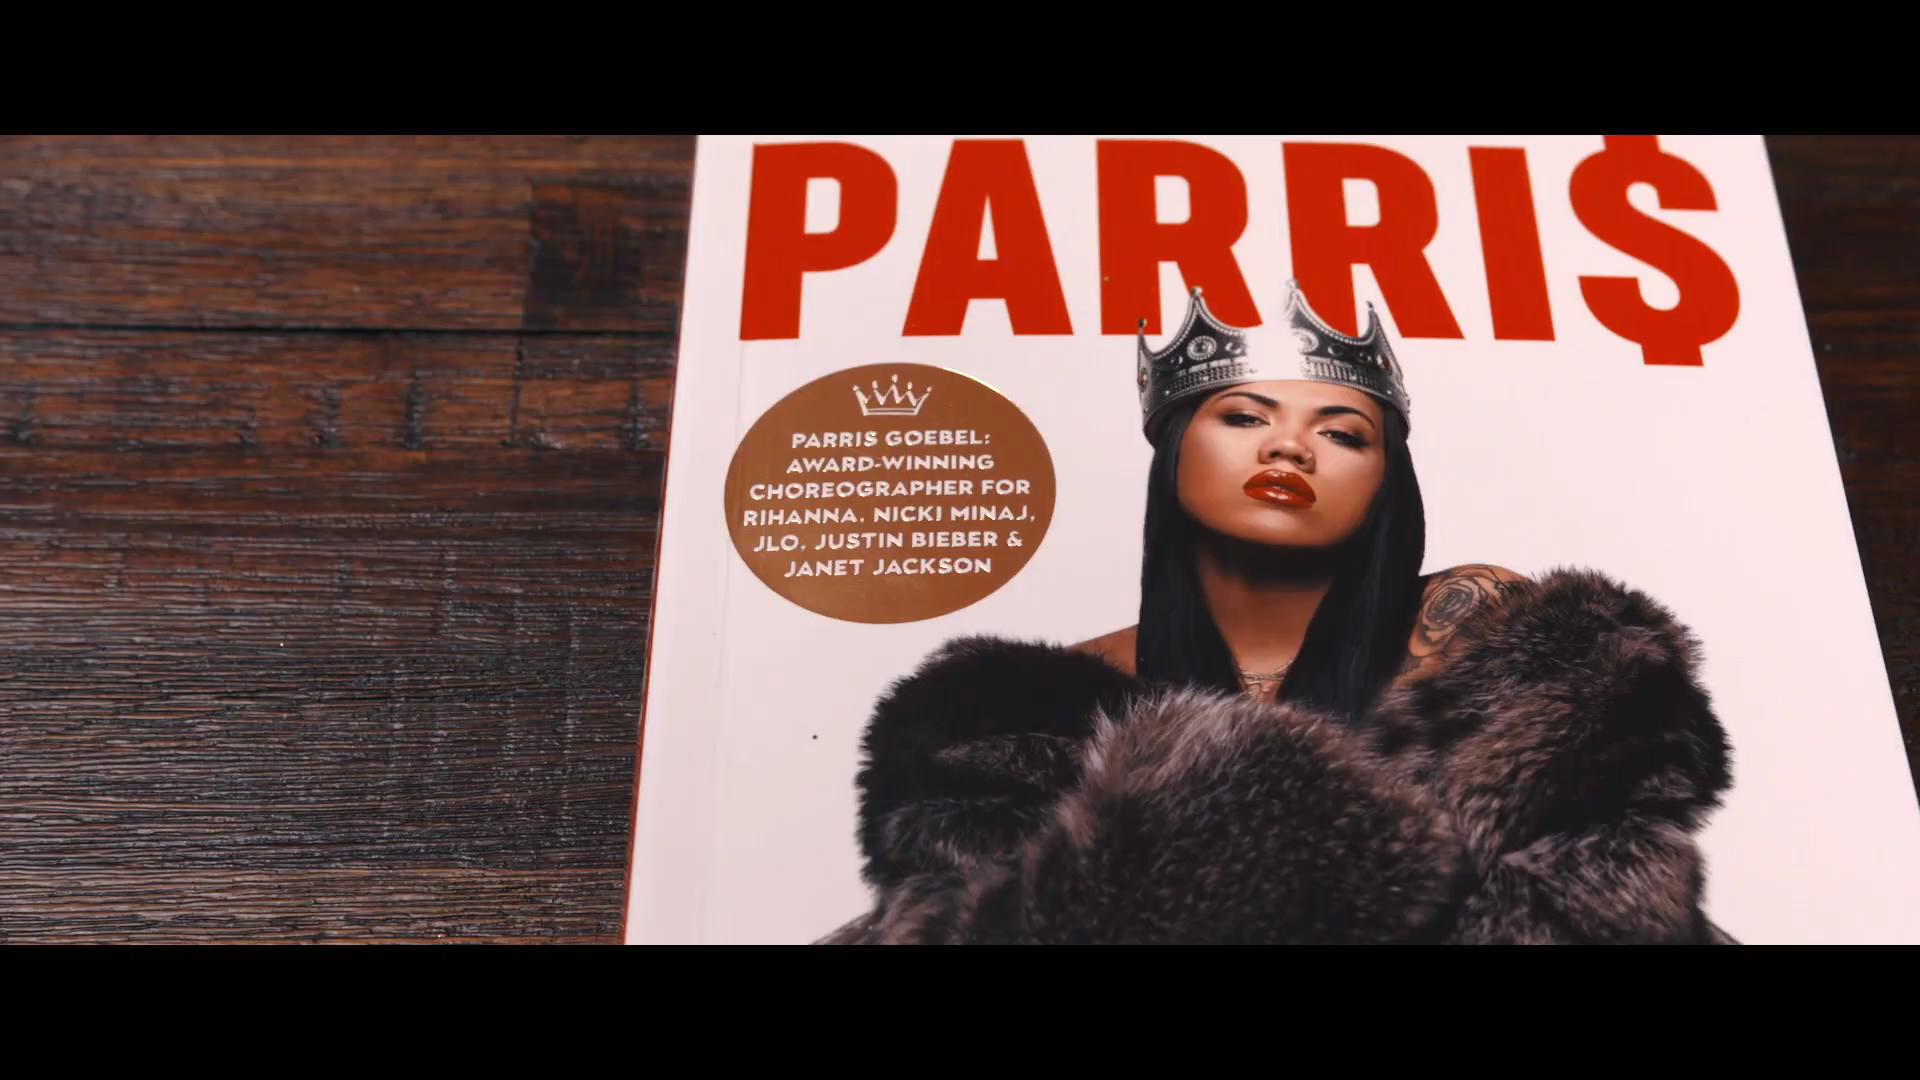 PARRI$
PARRIS GOEBEL:
AWARD-WINNING
CHOREOGRAPHER FOR
RIHANNA, NICKI MINAJ,
JLO, JUSTIN BIEBER &
JANET JACKSON